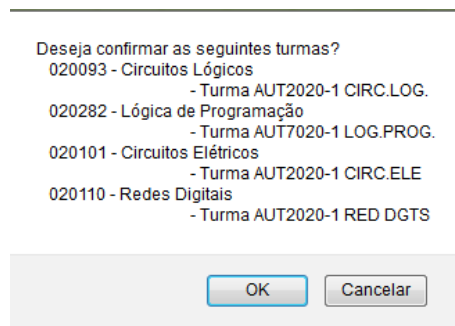 Deseja confirmar as seguintes turmas?
020093 - Circuitos Lógicos
- Turma AUT2020-1 CIRC.LOG.
020282 - Lógica de Programação
- Turma AUT7020-1 LOG.PROG.
020101 - Circuitos Elétricos
- Turma AUT2020-1 CIRC.ELE
020110 - Redes Digitais
- Turma AUT2020-1 RED DGTS
OK Cancelar